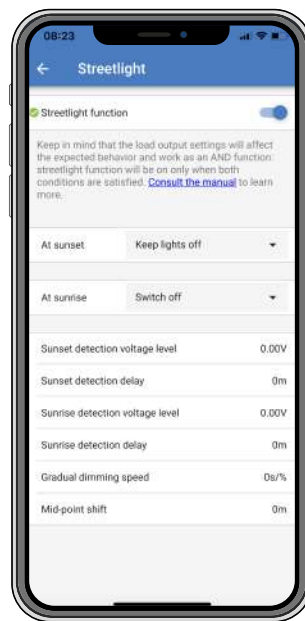 08:23
Streetlight
Streetlight function
Keep in mind that the load output settings will affect
the expected behavior and work as an AND function:
streetlight function will be on only when both
conditions are satisfied. Consult the manual to learn
more.
At sunset Keep lights off
At sunrise Switch off
Sunset detection voltage level 0.00V
Sunset detection delay 0m
Sunrise detection voltage level 0.00V
Sunrise detection delay 0m
Gradual dimming speed 0s/%
Mid-point shift 0m